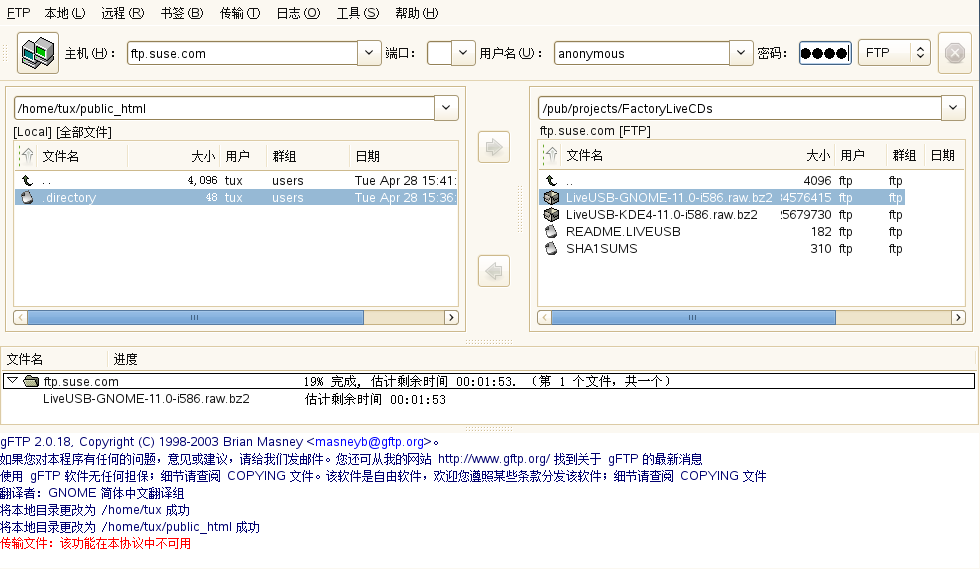 FTP 本地(L) 远程(R) 书签(B) 传输(T) 日志(O) 工具(S) 帮助(H)
主机(H): ftp.suse.com 端口: 用户名(U): anonymous 密码: ●●●● FTP
/home/tux/public_html
[Local] [全部文件]
文件名 大小 用户 群组 日期
.. 4,096 tux users Tue Apr 28 15:41:
.directory 48 tux users Tue Apr 28 15:36:
/pub/projects/FactoryLiveCDs
ftp.suse.com [FTP]
文件名 大小 用户 群组 日期
.. 4096 ftp ftp
LiveUSB-GNOME-11.0-i586.raw.bz2 4576415 ftp ftp
LiveUSB-KDE4-11.0-i586.raw.bz2 5679730 ftp ftp
README.LIVEUSB 182 ftp ftp
SHA1SUMS 310 ftp ftp
文件名 进度
ftp.suse.com 19% 完成, 估计剩余时间 00:01:53. (第 1 个文件，共一个)
LiveUSB-GNOME-11.0-i586.raw.bz2 估计剩余时间 00:01:53
gFTP 2.0.18, Copyright (C) 1998-2003 Brian Masney <masneyb@gftp.org>。
如果您对本程序有任何的问题，意见或建议，请给我们发邮件。您还可从我的网站 http://www.gftp.org/ 找到关于 gFTP 的最新消息
使用 gFTP 软件无任何担保；细节请查阅 COPYING 文件。该软件是自由软件，欢迎您遵照某些条款分发该软件；细节请查阅 COPYING 文件
翻译者：GNOME 简体中文翻译组
将本地目录更改为 /home/tux 成功
将本地目录更改为 /home/tux/public_html 成功
传输文件：该功能在本协议中不可用